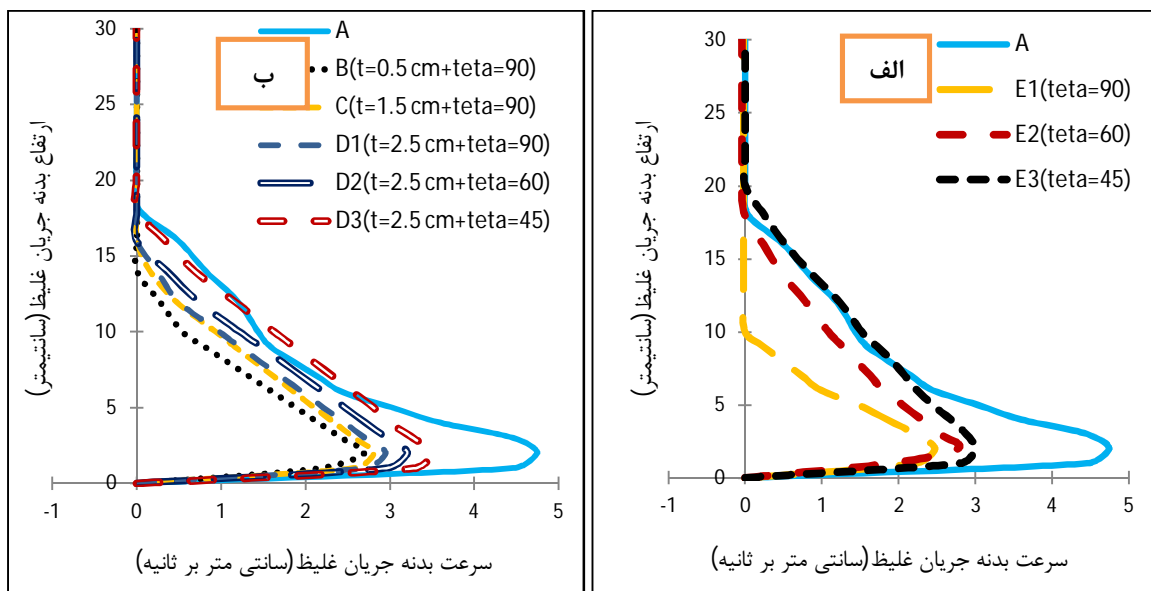 الف
A
E1(teta=90)
E2(teta=60)
E3(teta=45)
30
25
20
15
10
5
0
-1 0 1 2 3 4 5
ارتفاع بدنه جریان غلیظ(سانتیمتر)
سرعت بدنه جریان غلیظ(سانتی متر بر ثانیه)
ب
A
B(t=0.5 cm+teta=90)
C(t=1.5 cm+teta=90)
D1(t=2.5 cm+teta=90)
D2(t=2.5 cm+teta=60)
D3(t=2.5 cm+teta=45)
30
25
20
15
10
5
0
-1 0 1 2 3 4 5
ارتفاع بدنه جریان غلیظ(سانتیمتر)
سرعت بدنه جریان غلیظ(سانتی متر بر ثانیه)